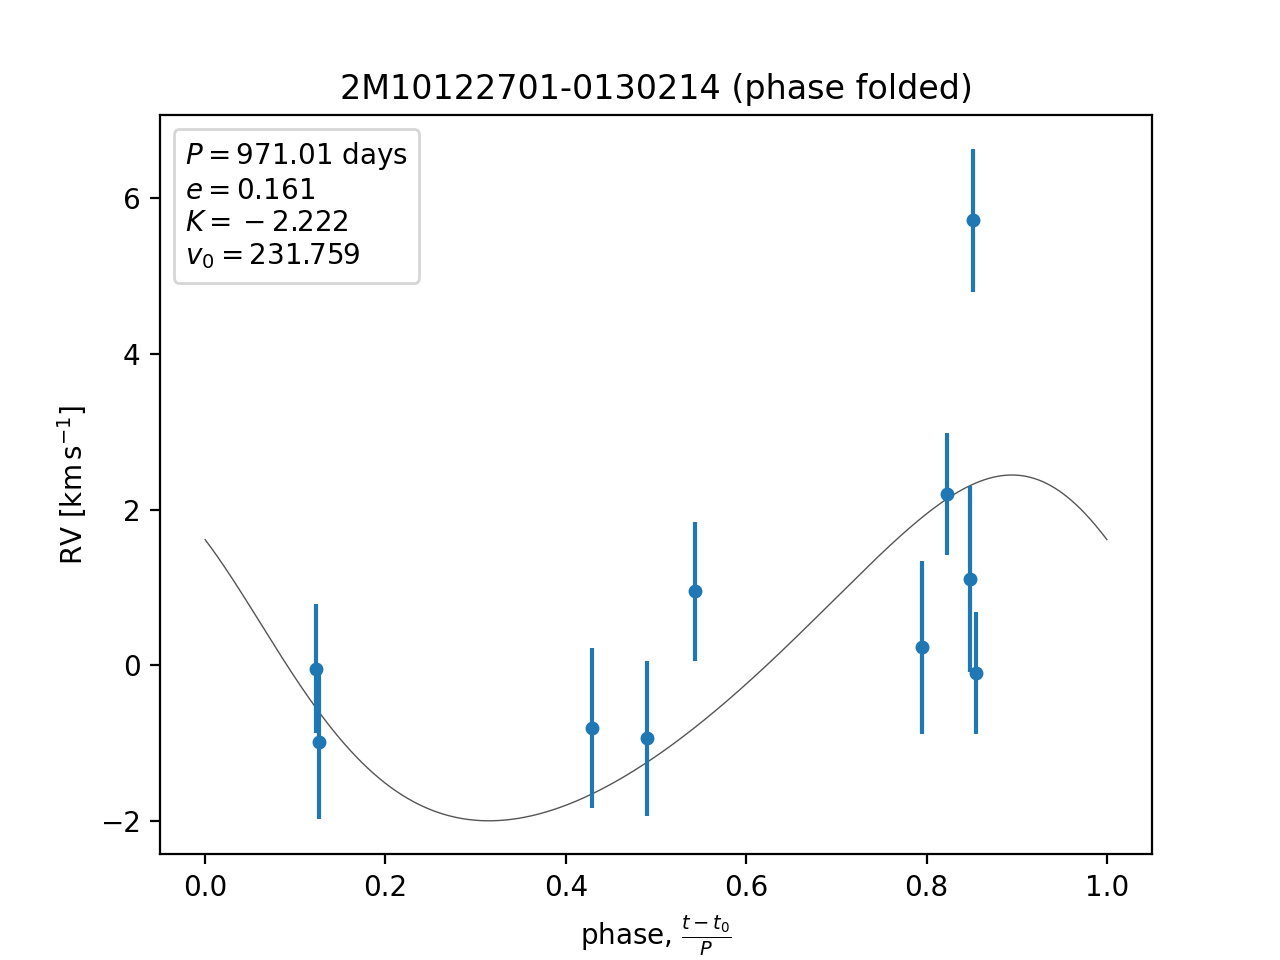 2M10122701-0130214 (phase folded)
P = 971.01 days
e = 0.161
K = −2.222
v₀ = 231.759
RV [km s⁻¹]
6
4
2
0
−2
0.0 0.2 0.4 0.6 0.8 1.0
phase, (t − t₀)/P